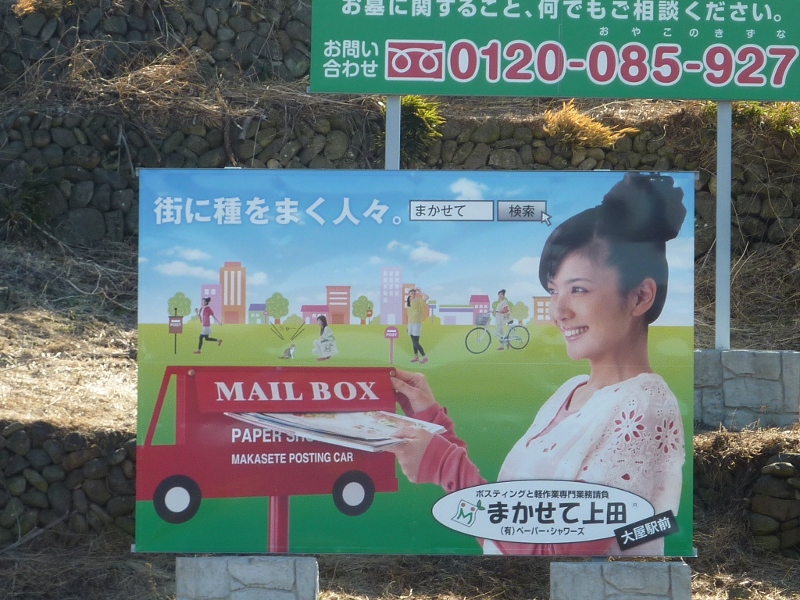 お墓に関すること、何でもご相談ください。
おやこのきずな
お問い合わせ 0120-085-927
街に種をまく人々。 まかせて 検索
MAIL BOX
PAPER SH
MAKASETE POSTING CAR
ポスティングと軽作業専門業務請負
まかせて上田
(有)ペーパー・シャワーズ
大屋駅前